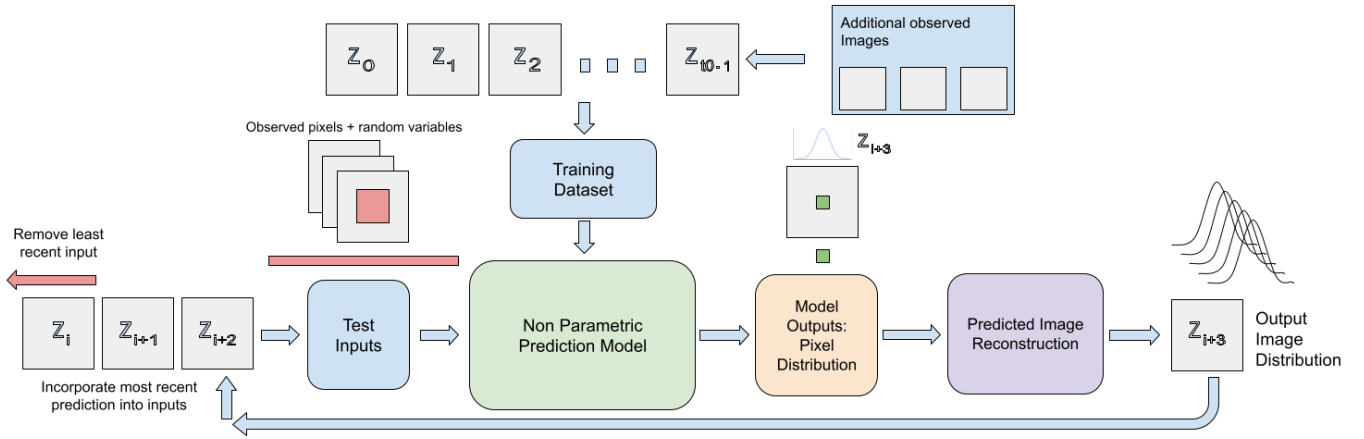 Z0 Z1 Z2 Zt0-1
Additional observed
Images
Observed pixels + random variables
Training
Dataset
Zi+3
Remove least
recent input
Zi Zi+1 Zi+2
Incorporate most recent
prediction into inputs
Test
Inputs
Non Parametric
Prediction Model
Model
Outputs:
Pixel
Distribution
Predicted Image
Reconstruction
Zi+3
Output
Image
Distribution